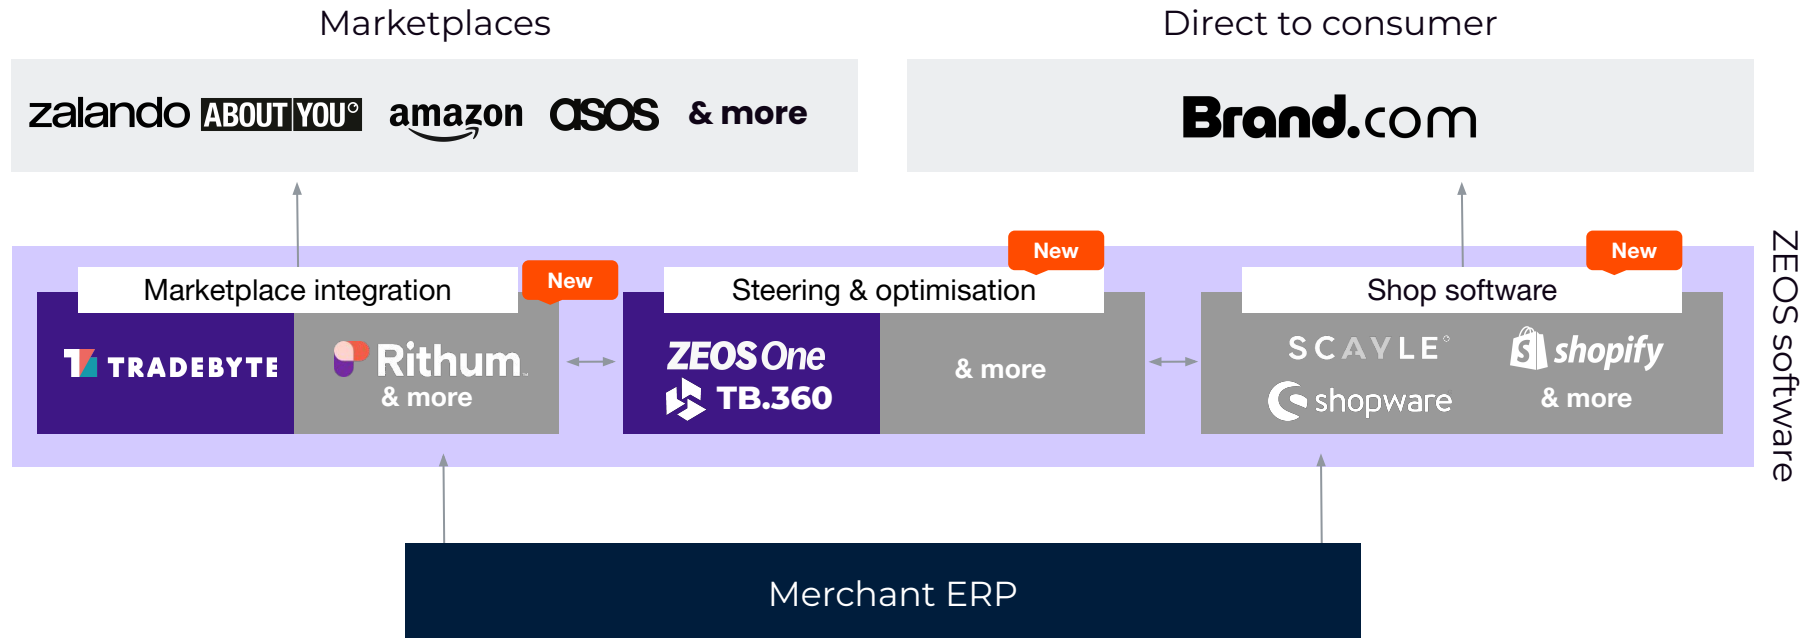 Marketplaces
Direct to consumer
zalando ABOUT YOU amazon asos & more
Brand.com
New
New
New
Marketplace integration
Steering & optimisation
Shop software
TRADEBYTE
Rithum
& more
ZEOS One
TB.360
& more
SCAYLE
shopify
shopware
& more
ZEOS software
Merchant ERP